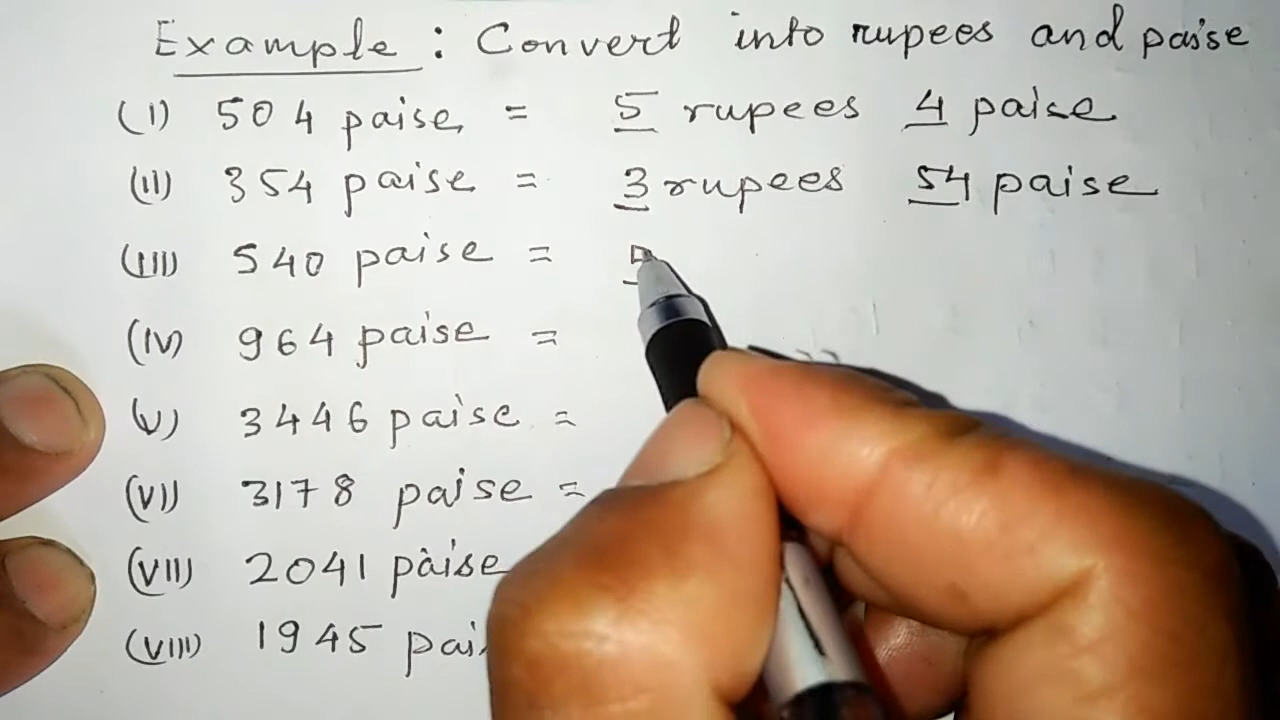 Example : Convert into rupees and paise
(I) 504 paise = 5 rupees 4 paise
(II) 354 paise = 3 rupees 54 paise
(III) 540 paise =
(IV) 964 paise =
(V) 3446 paise =
(VI) 3178 paise =
(VII) 2041 paise
(VIII) 1945